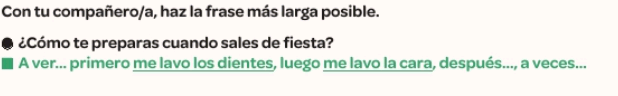 Con tu compañero/a, haz la frase más larga posible.
● ¿Cómo te preparas cuando sales de fiesta?
■ A ver... primero me lavo los dientes, luego me lavo la cara, después..., a veces...